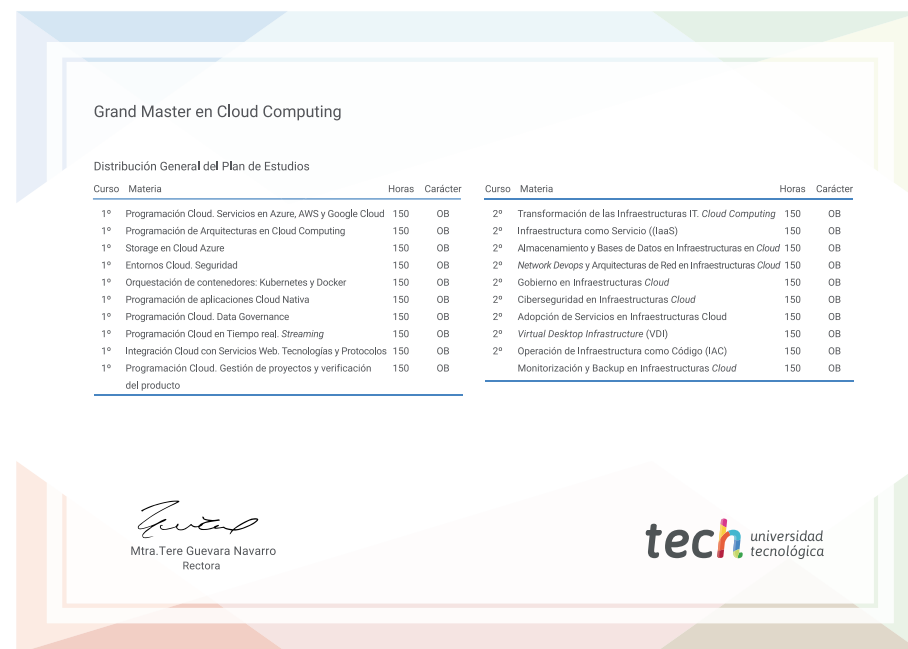 Grand Master en Cloud Computing
Distribución General del Plan de Estudios
Curso Materia Horas Carácter
1º Programación Cloud. Servicios en Azure, AWS y Google Cloud 150 OB
1º Programación de Arquitecturas en Cloud Computing 150 OB
1º Storage en Cloud Azure 150 OB
1º Entornos Cloud. Seguridad 150 OB
1º Orquestación de contenedores: Kubernetes y Docker 150 OB
1º Programación de aplicaciones Cloud Nativa 150 OB
1º Programación Cloud. Data Governance 150 OB
1º Programación Cloud en Tiempo real. Streaming 150 OB
1º Integración Cloud con Servicios Web. Tecnologías y Protocolos 150 OB
1º Programación Cloud. Gestión de proyectos y verificación 150 OB
del producto
Curso Materia Horas Carácter
2º Transformación de las Infraestructuras IT. Cloud Computing 150 OB
2º Infraestructura como Servicio ((IaaS) 150 OB
2º Almacenamiento y Bases de Datos en Infraestructuras en Cloud 150 OB
2º Network Devops y Arquitecturas de Red en Infraestructuras Cloud 150 OB
2º Gobierno en Infraestructuras Cloud 150 OB
2º Ciberseguridad en Infraestructuras Cloud 150 OB
2º Adopción de Servicios en Infraestructuras Cloud 150 OB
2º Virtual Desktop Infrastructure (VDI) 150 OB
2º Operación de Infraestructura como Código (IAC) 150 OB
Monitorización y Backup en Infraestructuras Cloud 150 OB
Mtra.Tere Guevara Navarro
Rectora
tech universidad
tecnológica